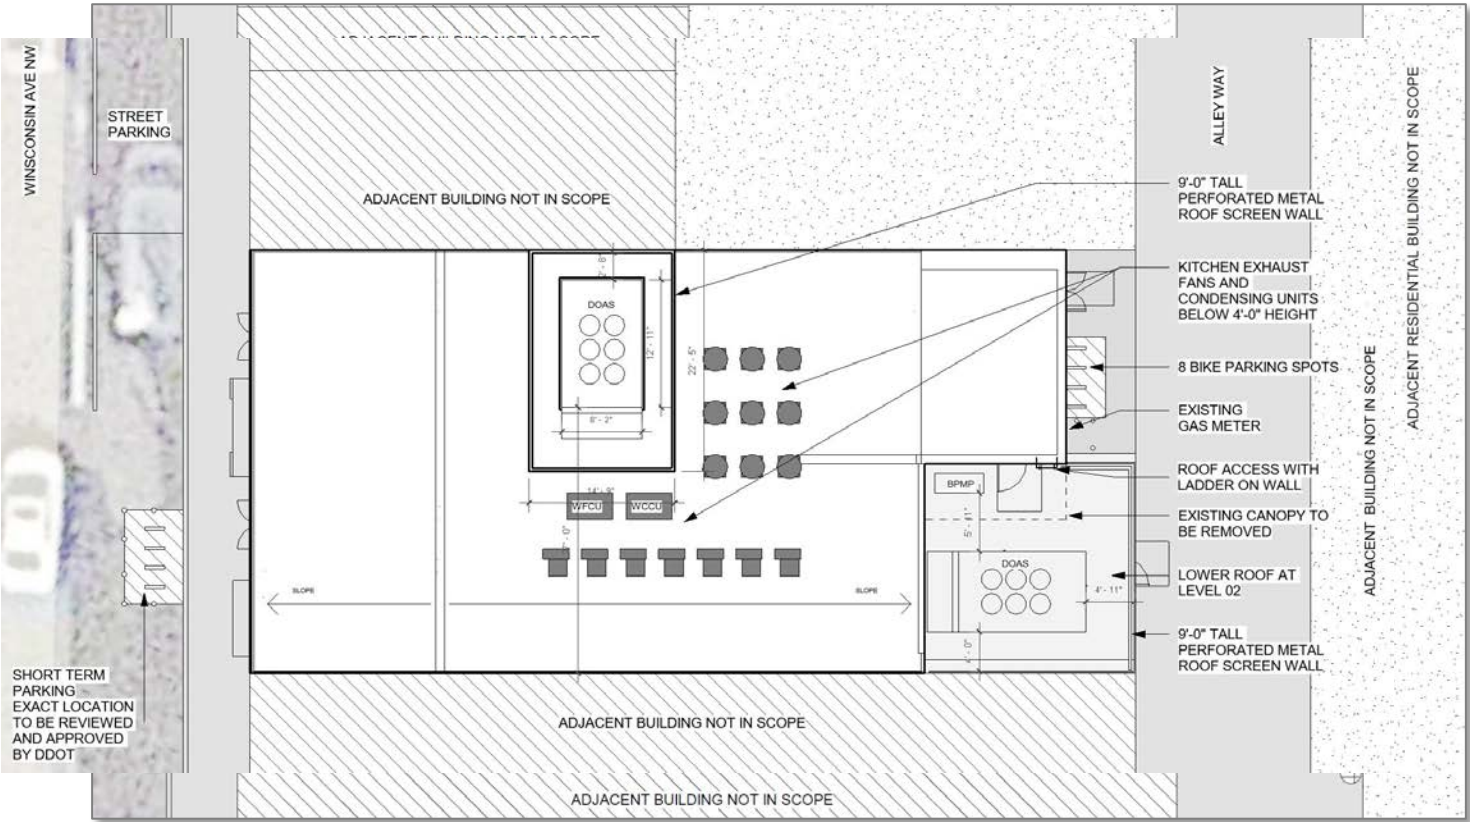 ADJACENT BUILDING NOT IN SCOPE
WINSCONSIN AVE NW
STREET
PARKING
ADJACENT BUILDING NOT IN SCOPE
ALLEY WAY
ADJACENT RESIDENTIAL BUILDING NOT IN SCOPE
9'-0" TALL
PERFORATED METAL
ROOF SCREEN WALL
KITCHEN EXHAUST
FANS AND
CONDENSING UNITS
BELOW 4'-0" HEIGHT
8 BIKE PARKING SPOTS
EXISTING
GAS METER
ROOF ACCESS WITH
LADDER ON WALL
EXISTING CANOPY TO
BE REMOVED
LOWER ROOF AT
LEVEL 02
9'-0" TALL
PERFORATED METAL
ROOF SCREEN WALL
ADJACENT BUILDING NOT IN SCOPE
DOAS
12' - 11"
22' - 5"
8' - 2"
14' - 9"
WFCU
WCCU
BPMP
5' - 11"
DOAS
4' - 11"
SLOPE
SLOPE
SHORT TERM
PARKING
EXACT LOCATION
TO BE REVIEWED
AND APPROVED
BY DDOT
ADJACENT BUILDING NOT IN SCOPE
ADJACENT BUILDING NOT IN SCOPE